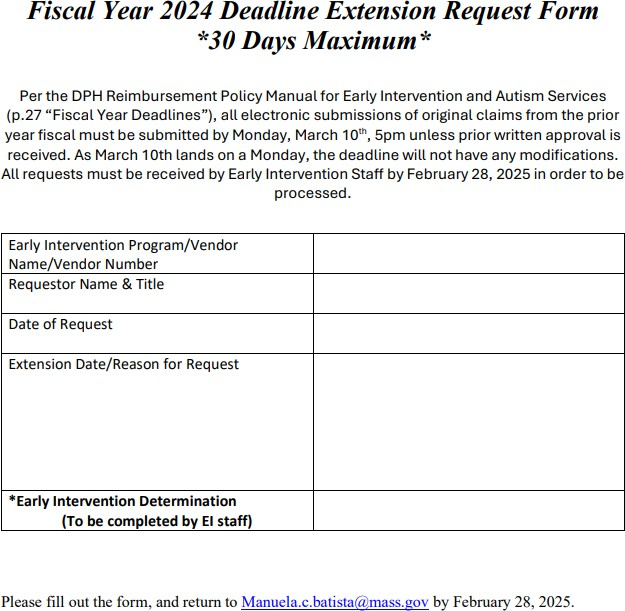 Fiscal Year 2024 Deadline Extension Request Form
*30 Days Maximum*
Per the DPH Reimbursement Policy Manual for Early Intervention and Autism Services
(p.27 “Fiscal Year Deadlines”), all electronic submissions of original claims from the prior
year fiscal must be submitted by Monday, March 10th, 5pm unless prior written approval is
received. As March 10th lands on a Monday, the deadline will not have any modifications.
All requests must be received by Early Intervention Staff by February 28, 2025 in order to be
processed.
Early Intervention Program/Vendor
Name/Vendor Number
Requestor Name & Title
Date of Request
Extension Date/Reason for Request
*Early Intervention Determination
(To be completed by EI staff)
Please fill out the form, and return to Manuela.c.batista@mass.gov by February 28, 2025.